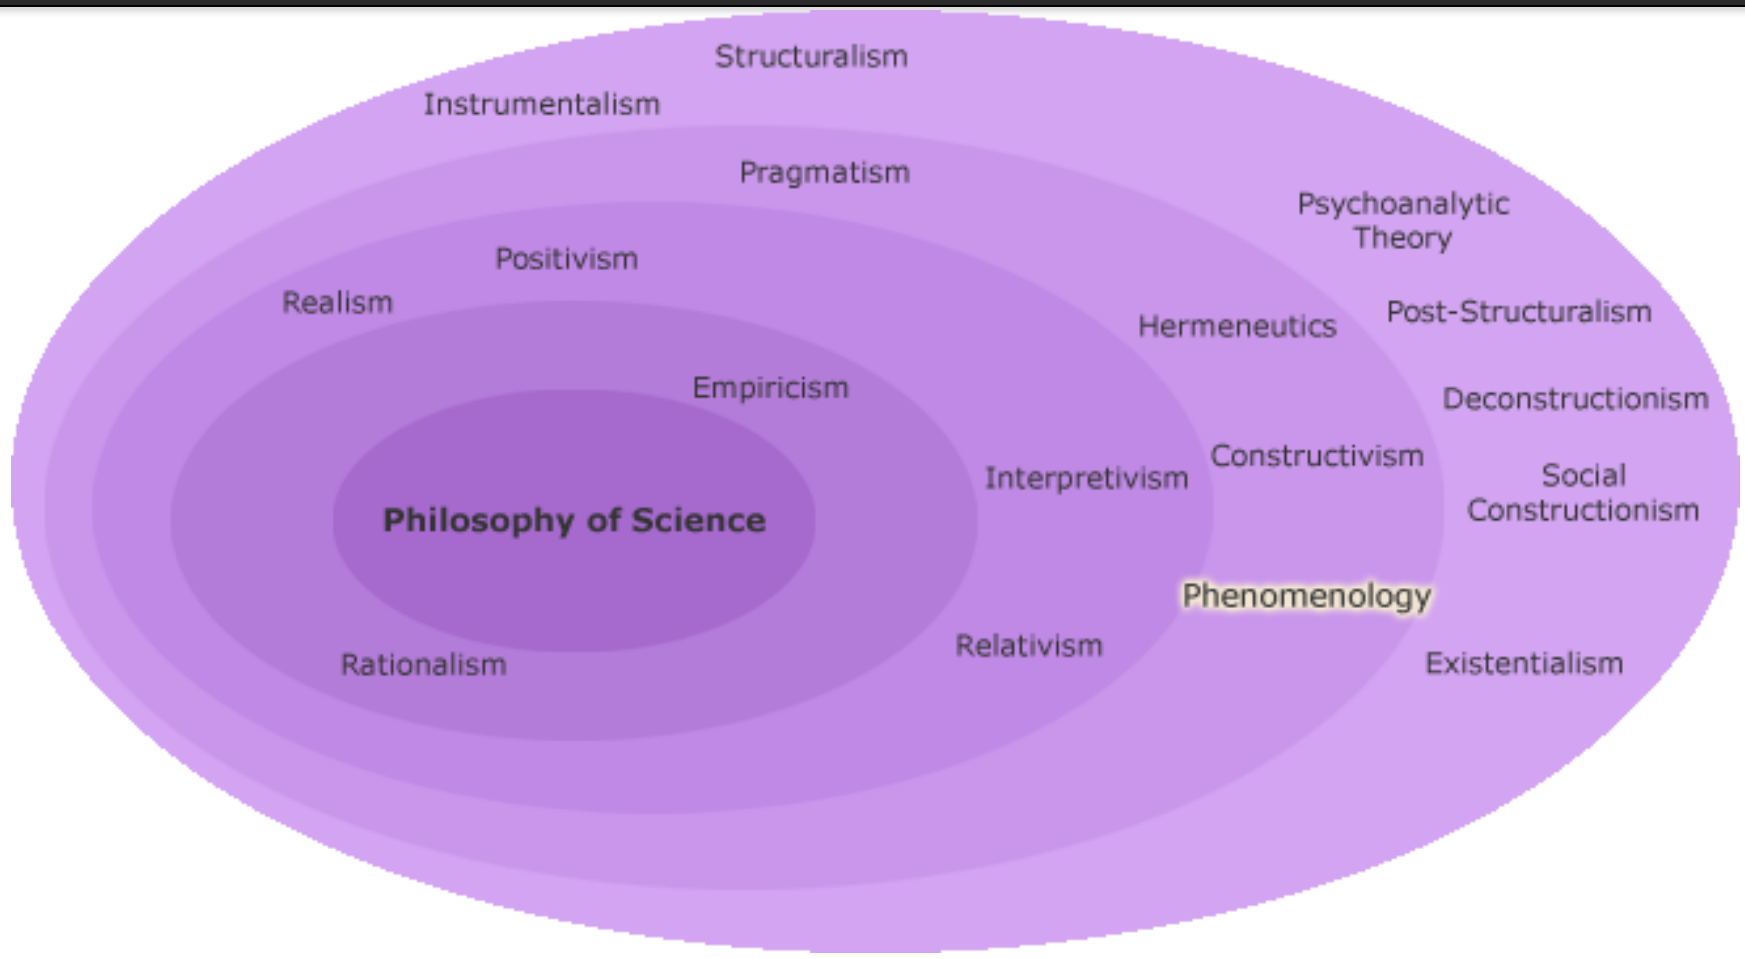 Structuralism
Instrumentalism
Pragmatism
Psychoanalytic
Theory
Positivism
Realism
Post-Structuralism
Hermeneutics
Empiricism
Deconstructionism
Constructivism
Interpretivism
Social
Constructionism
Philosophy of Science
Phenomenology
Relativism
Rationalism
Existentialism